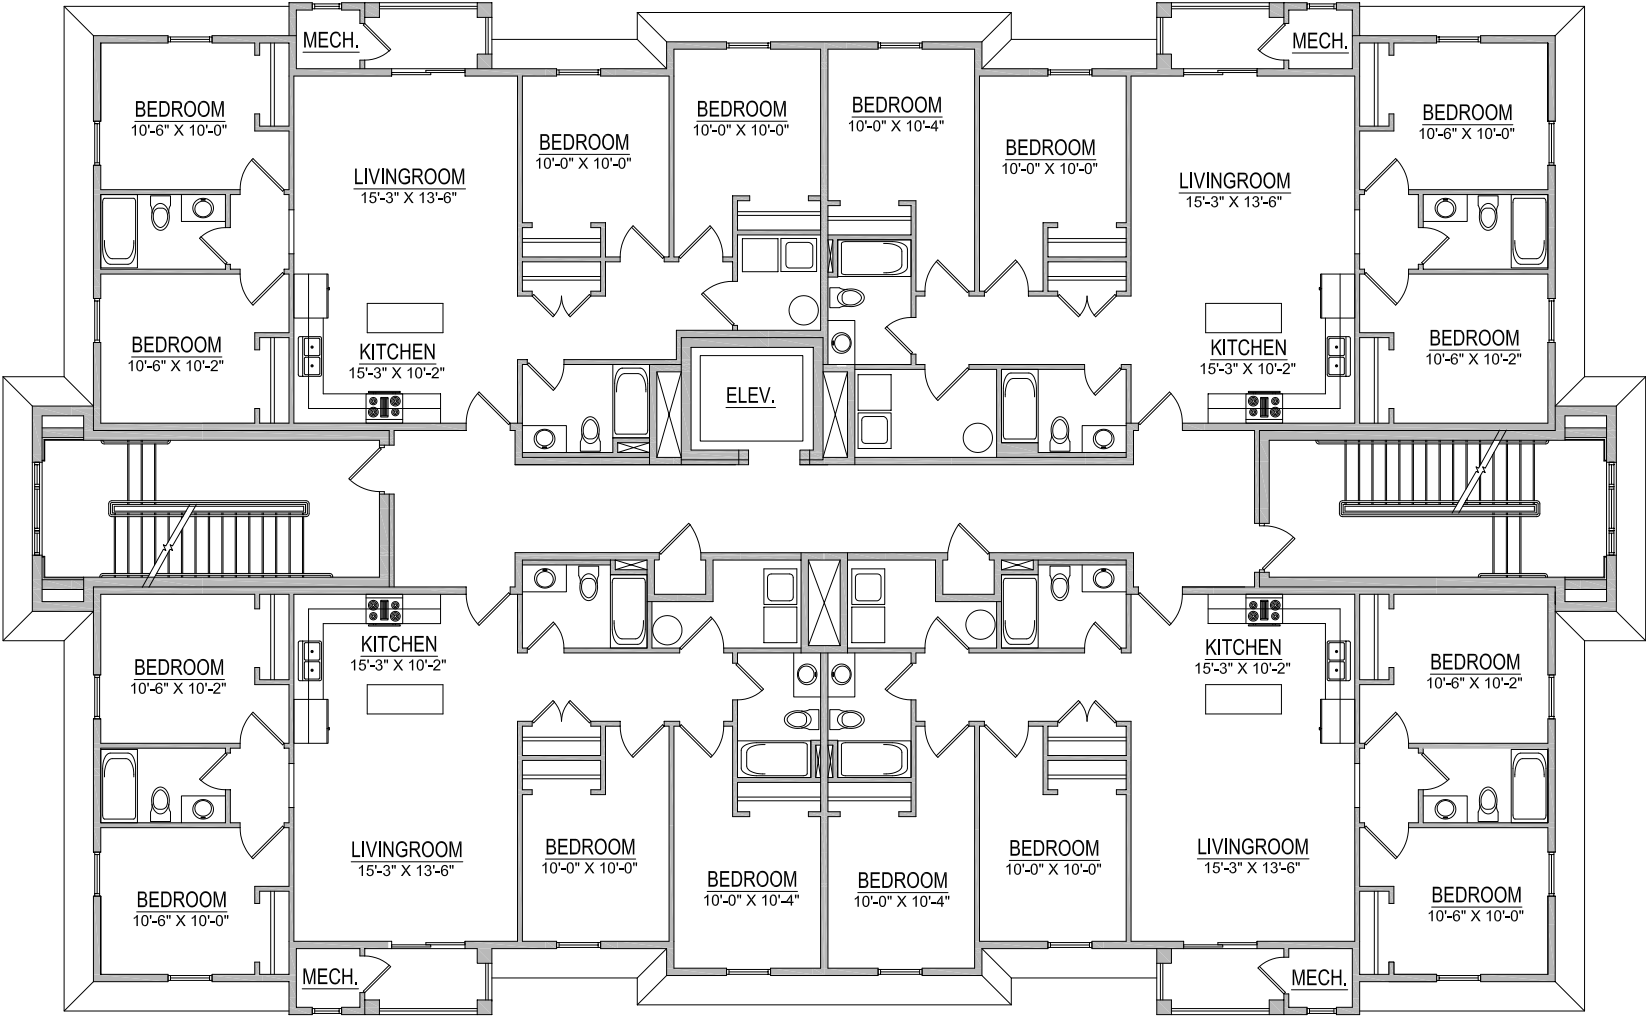 MECH.
MECH.
BEDROOM
10'-6" X 10'-0"
BEDROOM
10'-0" X 10'-0"
BEDROOM
10'-0" X 10'-0"
BEDROOM
10'-0" X 10'-4"
BEDROOM
10'-0" X 10'-0"
BEDROOM
10'-6" X 10'-0"
LIVINGROOM
15'-3" X 13'-6"
LIVINGROOM
15'-3" X 13'-6"
BEDROOM
10'-6" X 10'-2"
KITCHEN
15'-3" X 10'-2"
KITCHEN
15'-3" X 10'-2"
BEDROOM
10'-6" X 10'-2"
ELEV.
BEDROOM
10'-6" X 10'-2"
KITCHEN
15'-3" X 10'-2"
KITCHEN
15'-3" X 10'-2"
BEDROOM
10'-6" X 10'-2"
LIVINGROOM
15'-3" X 13'-6"
BEDROOM
10'-0" X 10'-0"
BEDROOM
10'-0" X 10'-0"
LIVINGROOM
15'-3" X 13'-6"
BEDROOM
10'-6" X 10'-0"
BEDROOM
10'-0" X 10'-4"
BEDROOM
10'-0" X 10'-4"
BEDROOM
10'-6" X 10'-0"
MECH.
MECH.